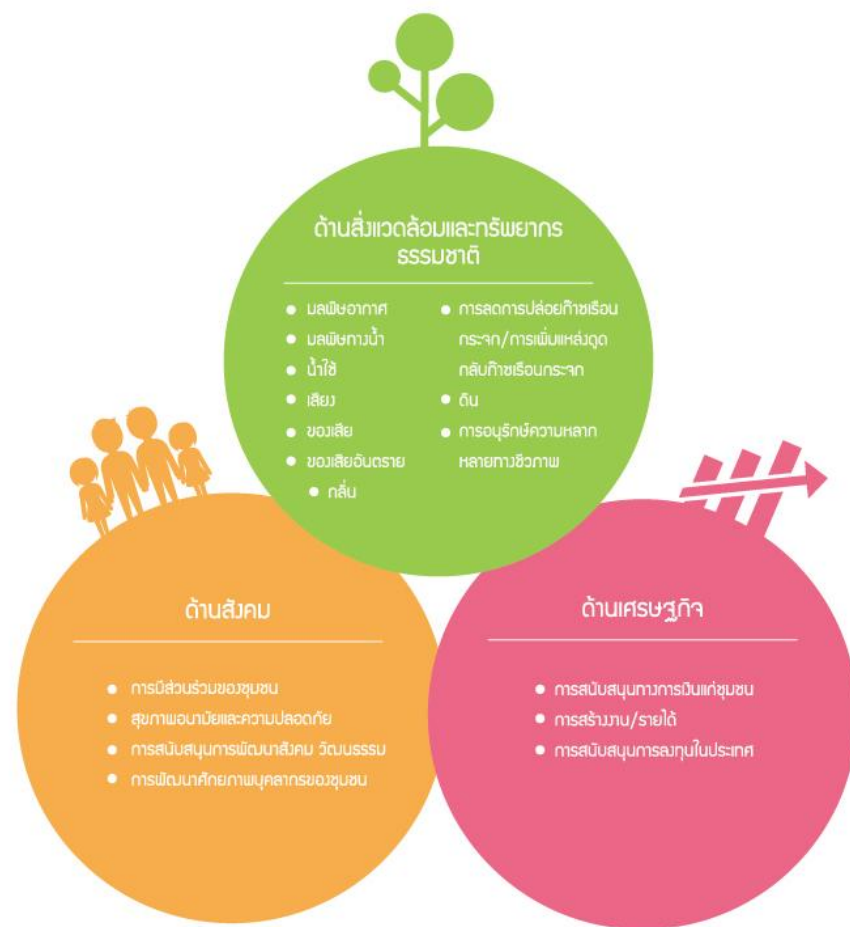 ด้านสิ่งแวดล้อมและทรัพยากร
ธรรมชาติ
• มลพิษอากาศ
• มลพิษทางน้ำ
• น้ำใช้
• เสียง
• ของเสีย
• ของเสียอันตราย
• กลิ่น
• การลดการปล่อยก๊าซเรือน
กระจก/การเพิ่มแหล่งดูด
กลับก๊าซเรือนกระจก
• ดิน
• การอนุรักษ์ความหลาก
หลายทางชีวภาพ
ด้านสังคม
• การมีส่วนร่วมของชุมชน
• สุขภาพอนามัยและความปลอดภัย
• การสนับสนุนการพัฒนาสังคม วัฒนธรรม
• การพัฒนาศักยภาพบุคลากรของชุมชน
ด้านเศรษฐกิจ
• การสนับสนุนทางการเงินแก่ชุมชน
• การสร้างงาน/รายได้
• การสนับสนุนการลงทุนในประเทศ